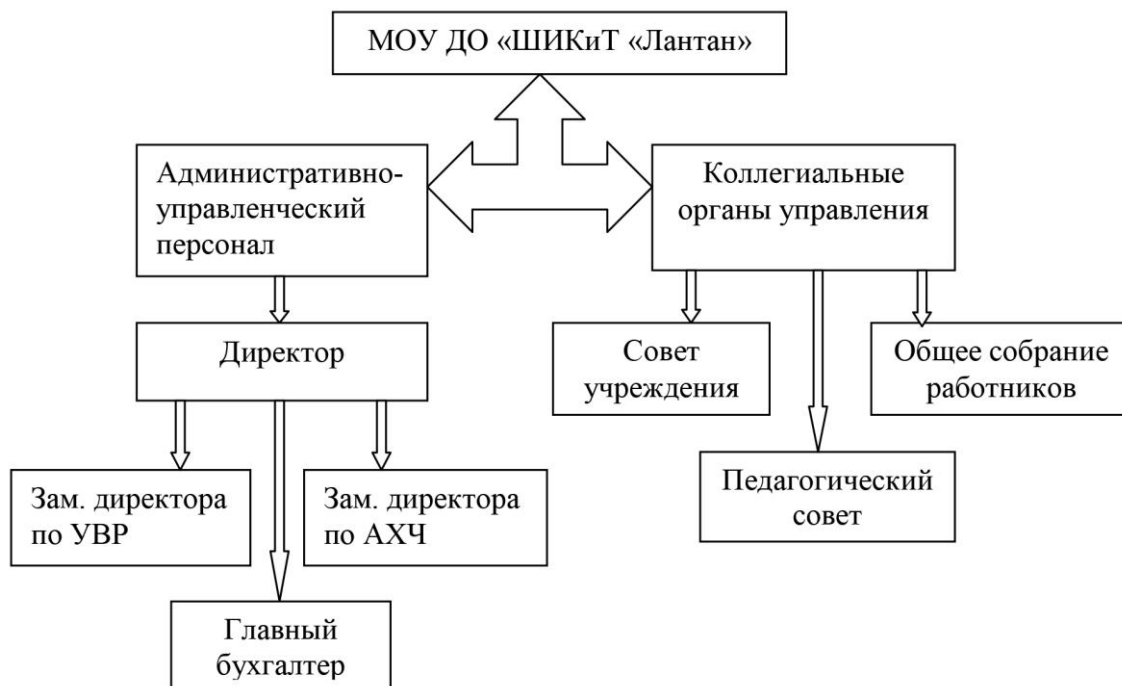 МОУ ДО «ШИКиТ «Лантан»
Административно-
управленческий
персонал
Коллегиальные
органы управления
Директор
Совет
учреждения
Общее собрание
работников
Зам. директора
по УВР
Зам. директора
по АХЧ
Педагогический
совет
Главный
бухгалтер